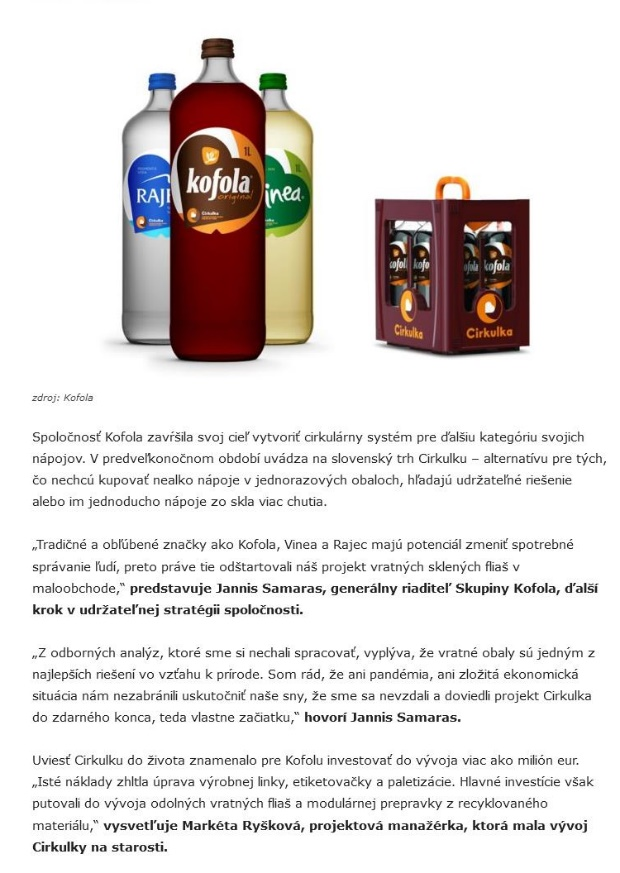 RAJE
kofola
original
1L
Cirkulka
1L
inea
Cirkulka
kofol
kofo
kofola
Cirkulka
Cirkulka
zdroj: Kofola
Spoločnosť Kofola zavŕšila svoj cieľ vytvoriť cirkulárny systém pre ďalšiu kategóriu svojich
nápojov. V predveľkonočnom období uvádza na slovenský trh Cirkulku – alternatívu pre tých,
čo nechcú kupovať nealko nápoje v jednorazových obaloch, hľadajú udržateľné riešenie
alebo im jednoducho nápoje zo skla viac chutia.
„Tradičné a obľúbené značky ako Kofola, Vinea a Rajec majú potenciál zmeniť spotrebné
správanie ľudí, preto práve tie odštartovali náš projekt vratných sklených fliaš v
maloobchode,“ predstavuje Jannis Samaras, generálny riaditeľ Skupiny Kofola, ďalší
krok v udržateľnej stratégii spoločnosti.
„Z odborných analýz, ktoré sme si nechali spracovať, vyplýva, že vratné obaly sú jedným z
najlepších riešení vo vzťahu k prírode. Som rád, že ani pandémia, ani zložitá ekonomická
situácia nám nezabránili uskutočniť naše sny, že sme sa nevzdali a doviedli projekt Cirkulka
do zdarného konca, teda vlastne začiatku,“ hovorí Jannis Samaras.
Uviesť Cirkulku do života znamenalo pre Kofolu investovať do vývoja viac ako milión eur.
„Isté náklady zhltla úprava výrobnej linky, etiketovačky a paletizácie. Hlavné investície však
putovali do vývoja odolných vratných fliaš a modulárnej prepravky z recyklovaného
materiálu,“ vysvetľuje Markéta Ryšková, projektová manažérka, ktorá mala vývoj
Cirkulky na starosti.